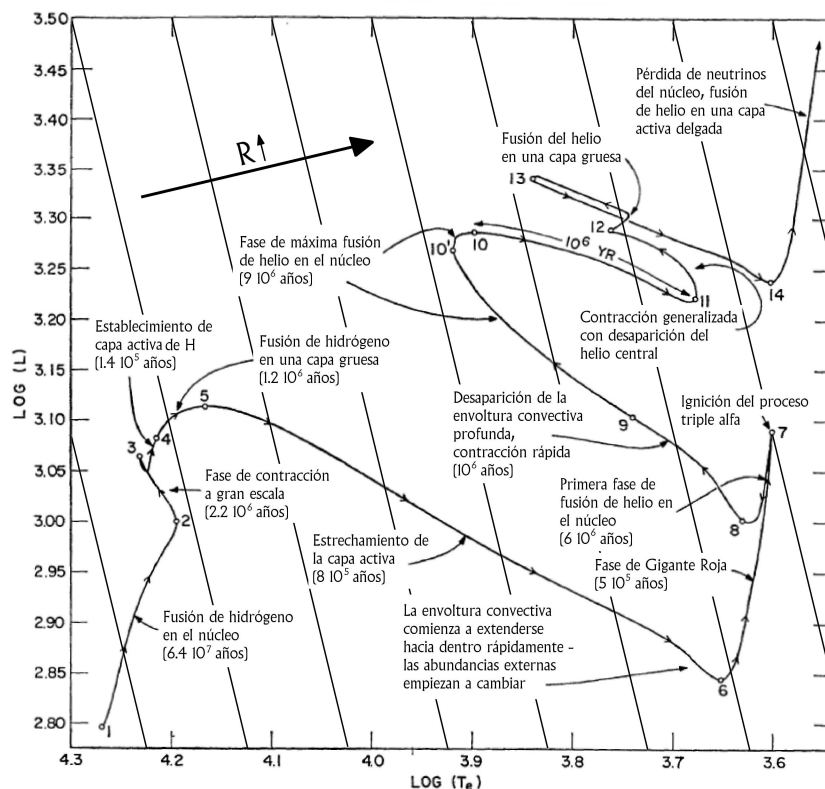 3.50
3.45
3.40
3.35
3.30
3.25
3.20
3.15
3.10
3.05
3.00
2.95
2.90
2.85
2.80
LOG (L)
R
Pérdida de neutrinos
del núcleo, fusión
de helio en una capa
activa delgada
Fusión del helio
en una capa gruesa
13
12
10'
10
10⁶ YR
11
14
Fase de máxima fusión
de helio en el núcleo
(9 10⁶ años)
Contracción generalizada
con desaparición del
helio central
Establecimiento de
capa activa de H
(1.4 10⁵ años)
Fusión de hidrógeno
en una capa gruesa
(1.2 10⁶ años)
5
4
3
Desaparición de la
envoltura convectiva
profunda,
contracción rápida
(10⁶ años)
9
Ignición del proceso
triple alfa
7
Fase de contracción
a gran escala
(2.2 10⁶ años)
2
Primera fase de
fusión de helio en
el núcleo
(6 10⁶ años)
8
Estrechamiento de
la capa activa
(8 10⁵ años)
Fase de Gigante Roja
(5 10⁵ años)
Fusión de hidrógeno
en el núcleo
(6.4 10⁷ años)
La envoltura convectiva
comienza a extenderse
hacia dentro rápidamente -
las abundancias externas
empiezan a cambiar
6
1
4.3 4.2 4.1 4.0 3.9 3.8 3.7 3.6
LOG (Tₑ)